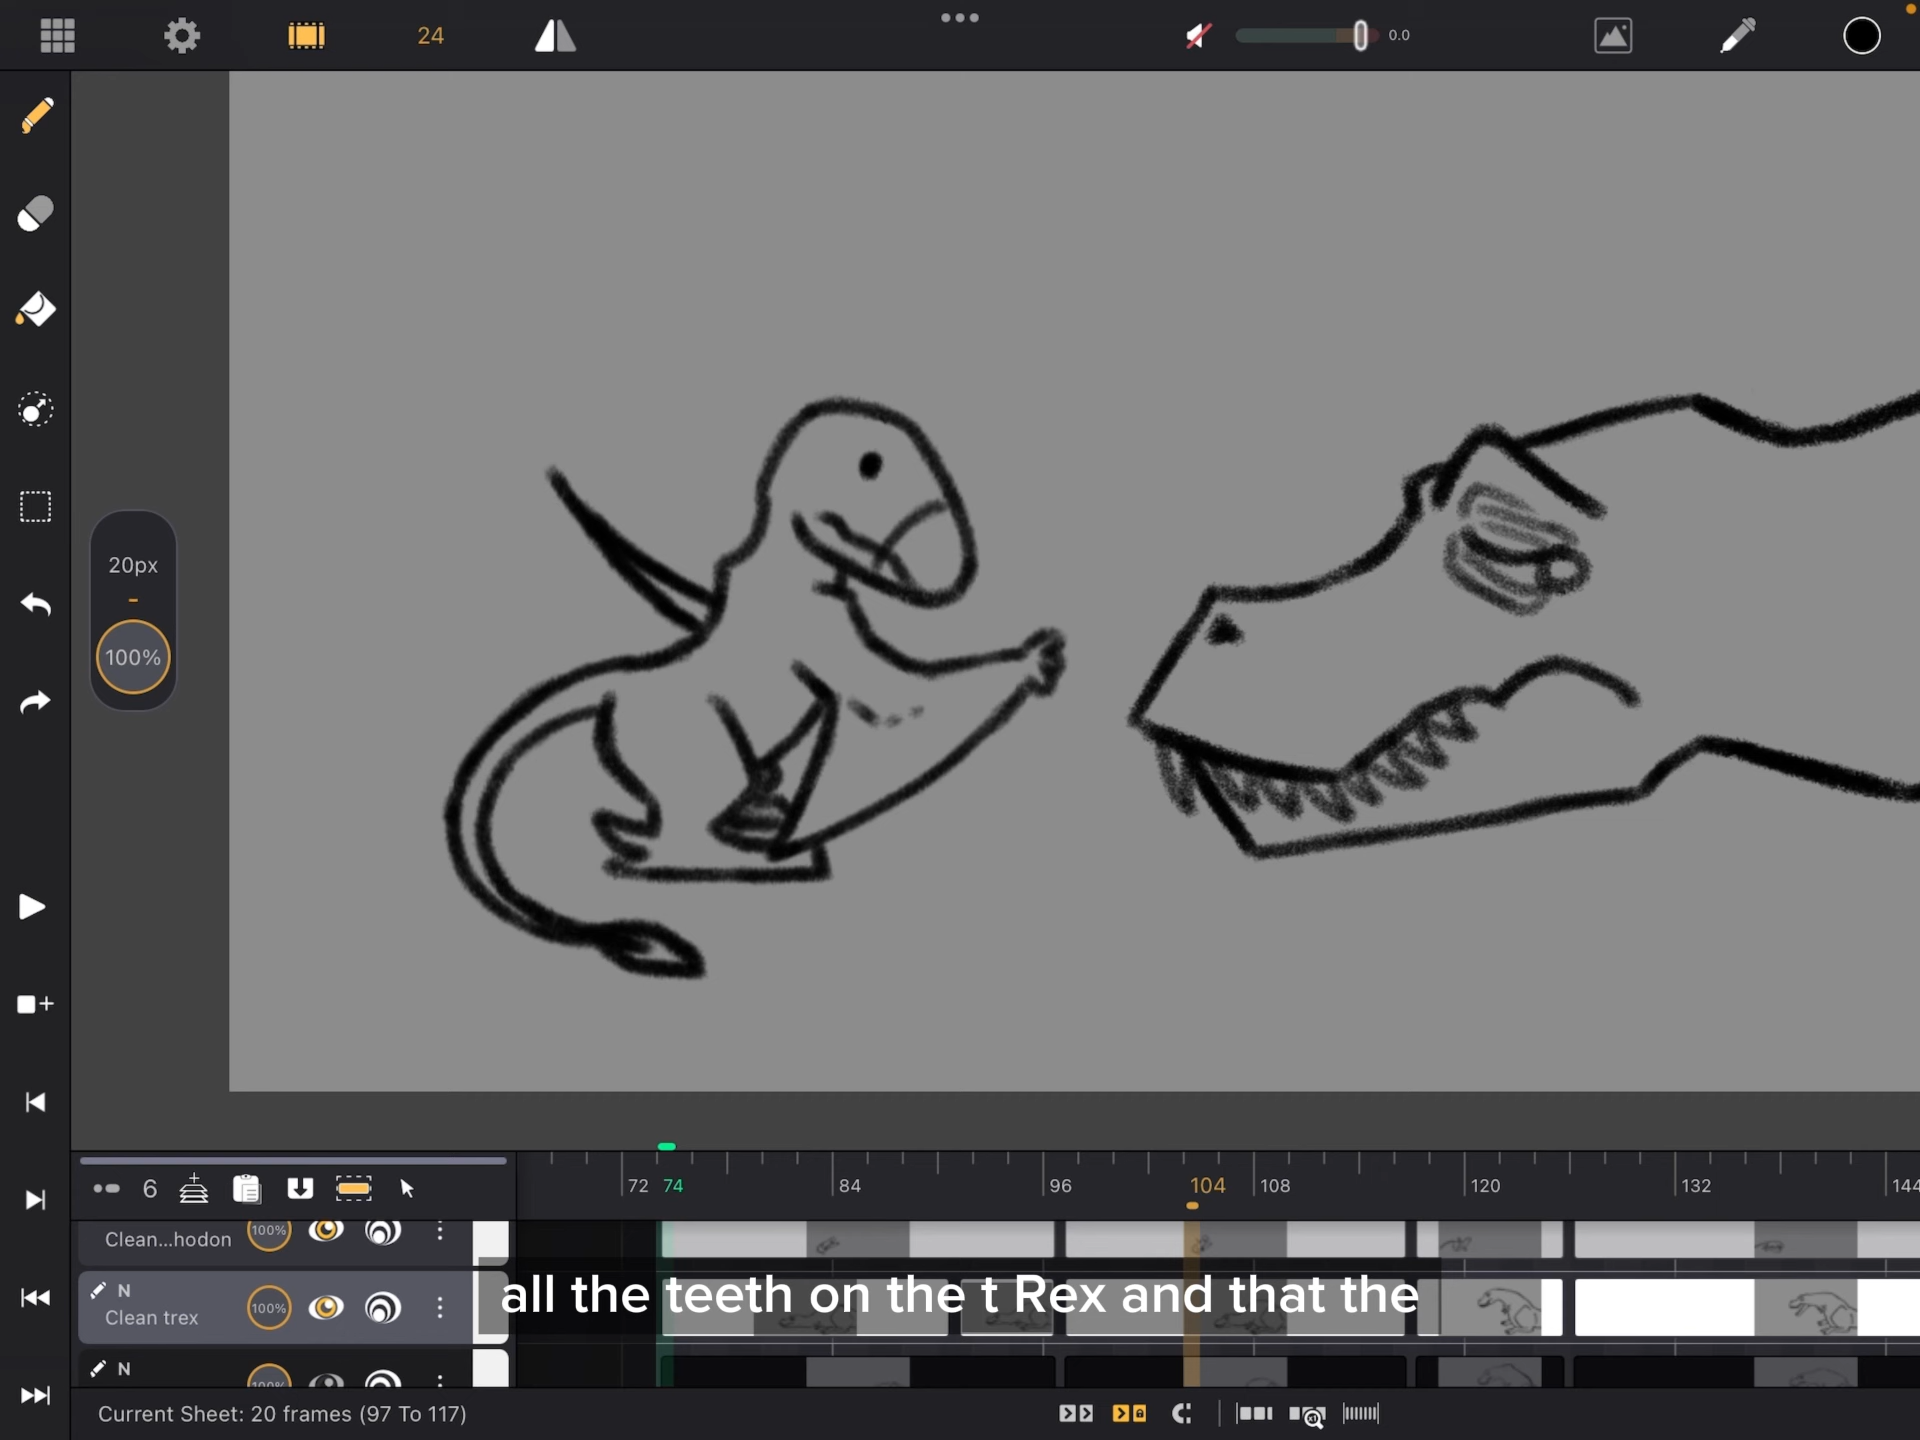 24
0.0
20px
-
100%
6
72 74 84 96 104 108 120 132 144
Clean...hodon 100%
N
Clean trex 100%
all the teeth on the t Rex and that the
N
100%
Current Sheet: 20 frames (97 To 117)